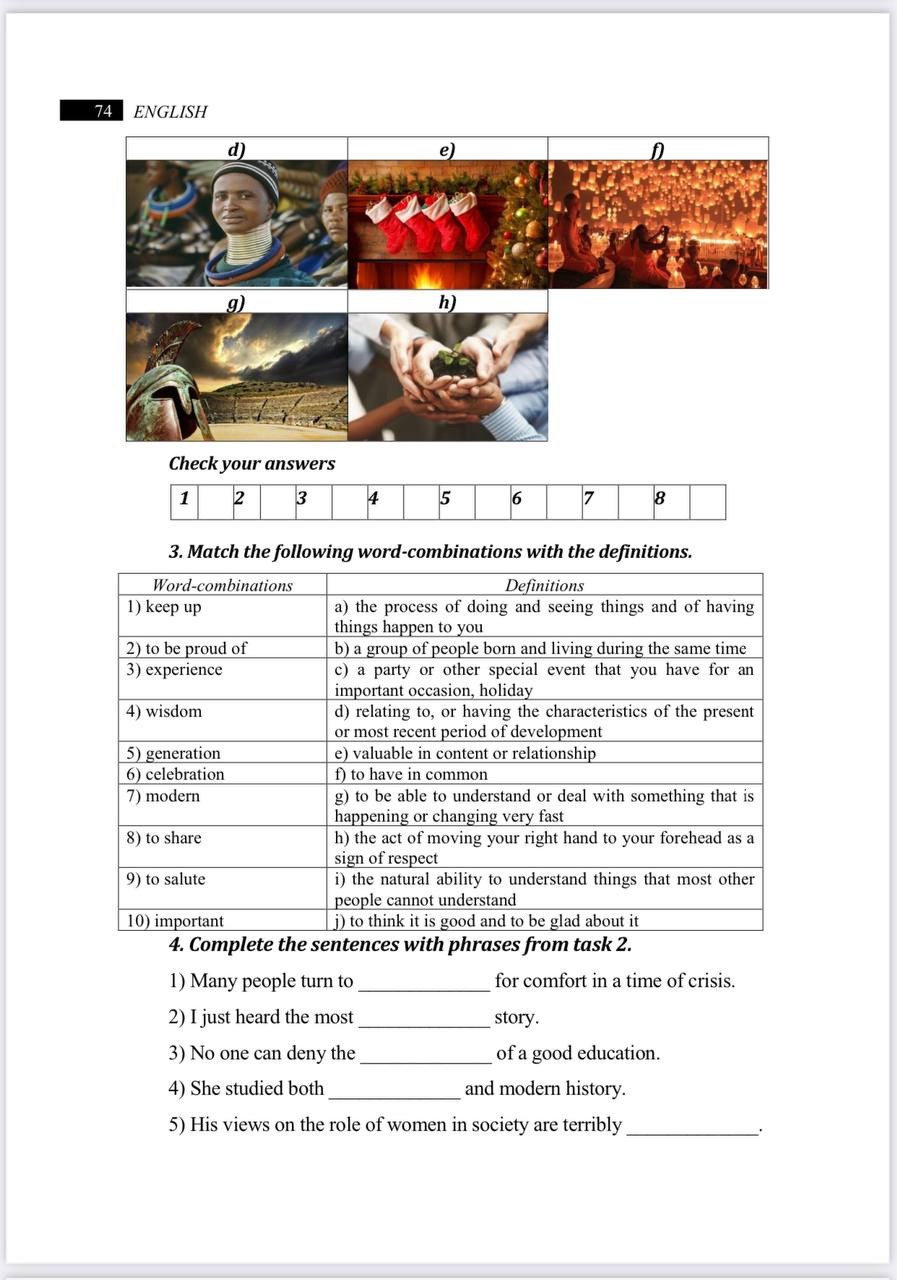 74 ENGLISH
d) e) f)
g) h)
Check your answers
1 2 3 4 5 6 7 8
3. Match the following word-combinations with the definitions.
Word-combinations Definitions
1) keep up a) the process of doing and seeing things and of having
things happen to you
2) to be proud of b) a group of people born and living during the same time
3) experience c) a party or other special event that you have for an
important occasion, holiday
4) wisdom d) relating to, or having the characteristics of the present
or most recent period of development
5) generation e) valuable in content or relationship
6) celebration f) to have in common
7) modern g) to be able to understand or deal with something that is
happening or changing very fast
8) to share h) the act of moving your right hand to your forehead as a
sign of respect
9) to salute i) the natural ability to understand things that most other
people cannot understand
10) important j) to think it is good and to be glad about it
4. Complete the sentences with phrases from task 2.
1) Many people turn to _____________ for comfort in a time of crisis.
2) I just heard the most _____________ story.
3) No one can deny the _____________ of a good education.
4) She studied both _____________ and modern history.
5) His views on the role of women in society are terribly _____________.